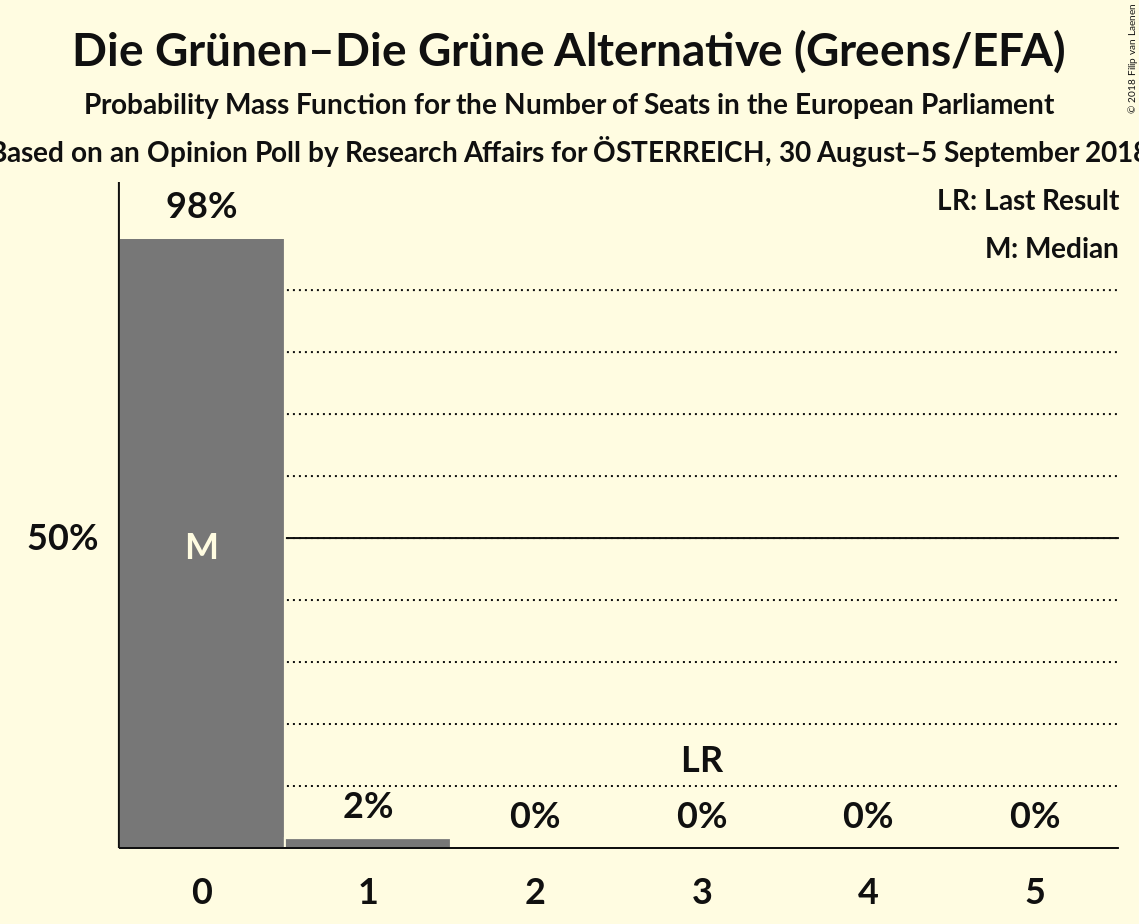 Die Grünen–Die Grüne Alternative (Greens/EFA)
Probability Mass Function for the Number of Seats in the European Parliament
Based on an Opinion Poll by Research Affairs for ÖSTERREICH, 30 August–5 September 2018
© 2018 Filip van Laenen
LR: Last Result
M: Median
98%
50%
M
LR
2%
0%
0%
0%
0%
0 1 2 3 4 5